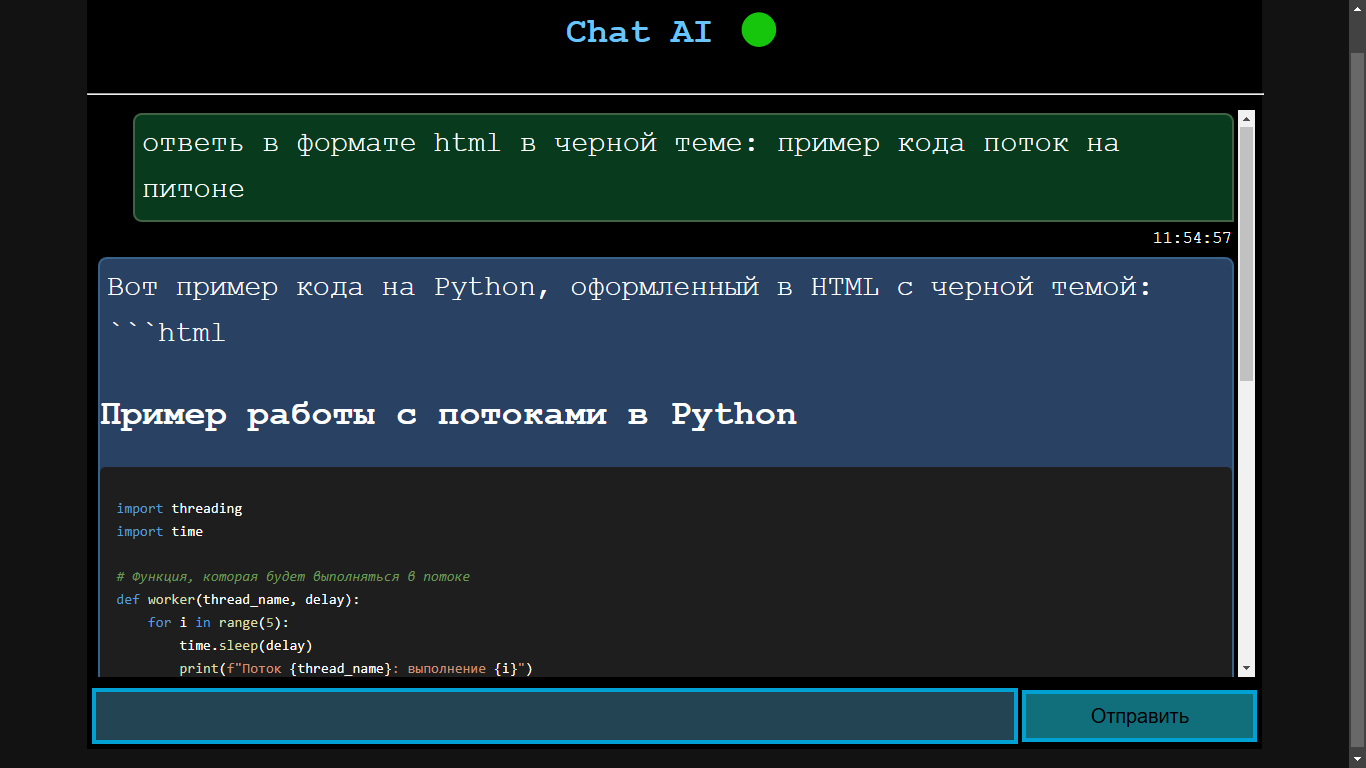 Chat AI
ответь в формате html в черной теме: пример кода поток на
питоне
11:54:57
Вот пример кода на Python, оформленный в HTML с черной темой:
```html
Пример работы с потоками в Python
import threading
import time
# Функция, которая будет выполняться в потоке
def worker(thread_name, delay):
    for i in range(5):
        time.sleep(delay)
        print(f"Поток {thread_name}: выполнение {i}")
Отправить